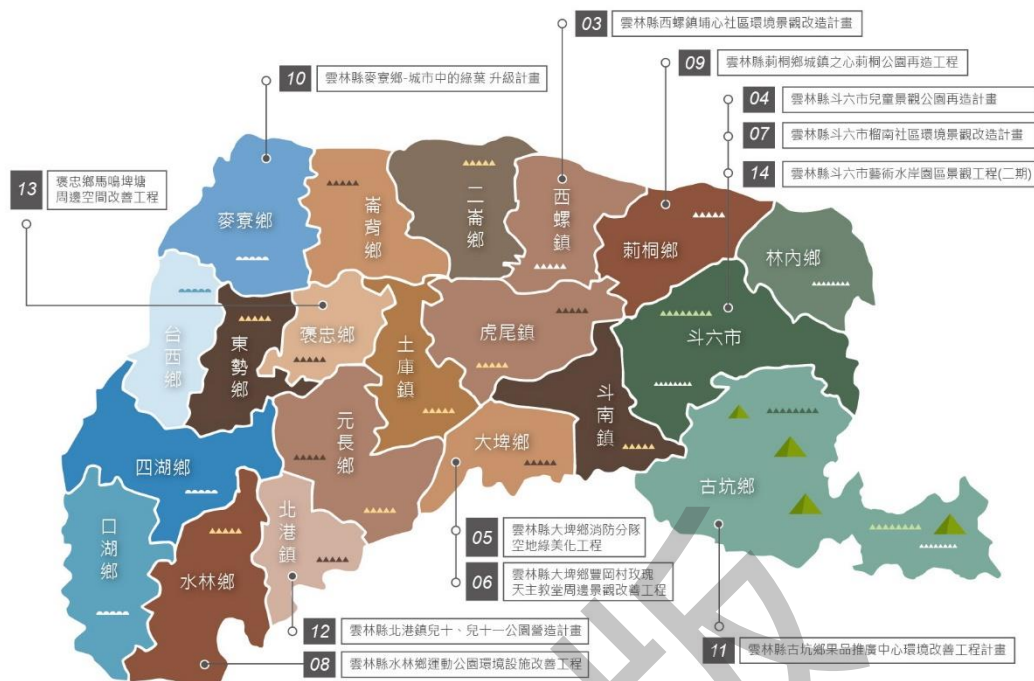 03 雲林縣西螺鎮埔心社區環境景觀改造計畫
09 雲林縣莿桐鄉城鎮之心莿桐公園再造工程
10 雲林縣麥寮鄉-城市中的綠葉 升級計畫
04 雲林縣斗六市兒童景觀公園再造計畫
07 雲林縣斗六市榴南社區環境景觀改造計畫
14 雲林縣斗六市藝術水岸園區景觀工程(二期)
13 褒忠鄉馬鳴埤塘
周邊空間改善工程
麥寮鄉
崙背鄉
二崙鄉
西螺鎮
莿桐鄉
林內鄉
台西鄉
東勢鄉
褒忠鄉
土庫鎮
虎尾鎮
斗六市
斗南鎮
元長鄉
大埤鄉
古坑鄉
四湖鄉
口湖鄉
水林鄉
北港鎮
05 雲林縣大埤鄉消防分隊
空地綠美化工程
06 雲林縣大埤鄉豐岡村玫瑰
天主教堂周邊景觀改善工程
12 雲林縣北港鎮兒十、兒十一公園營造計畫
08 雲林縣水林鄉運動公園環境設施改善工程
11 雲林縣古坑鄉果品推廣中心環境改善工程計畫
版